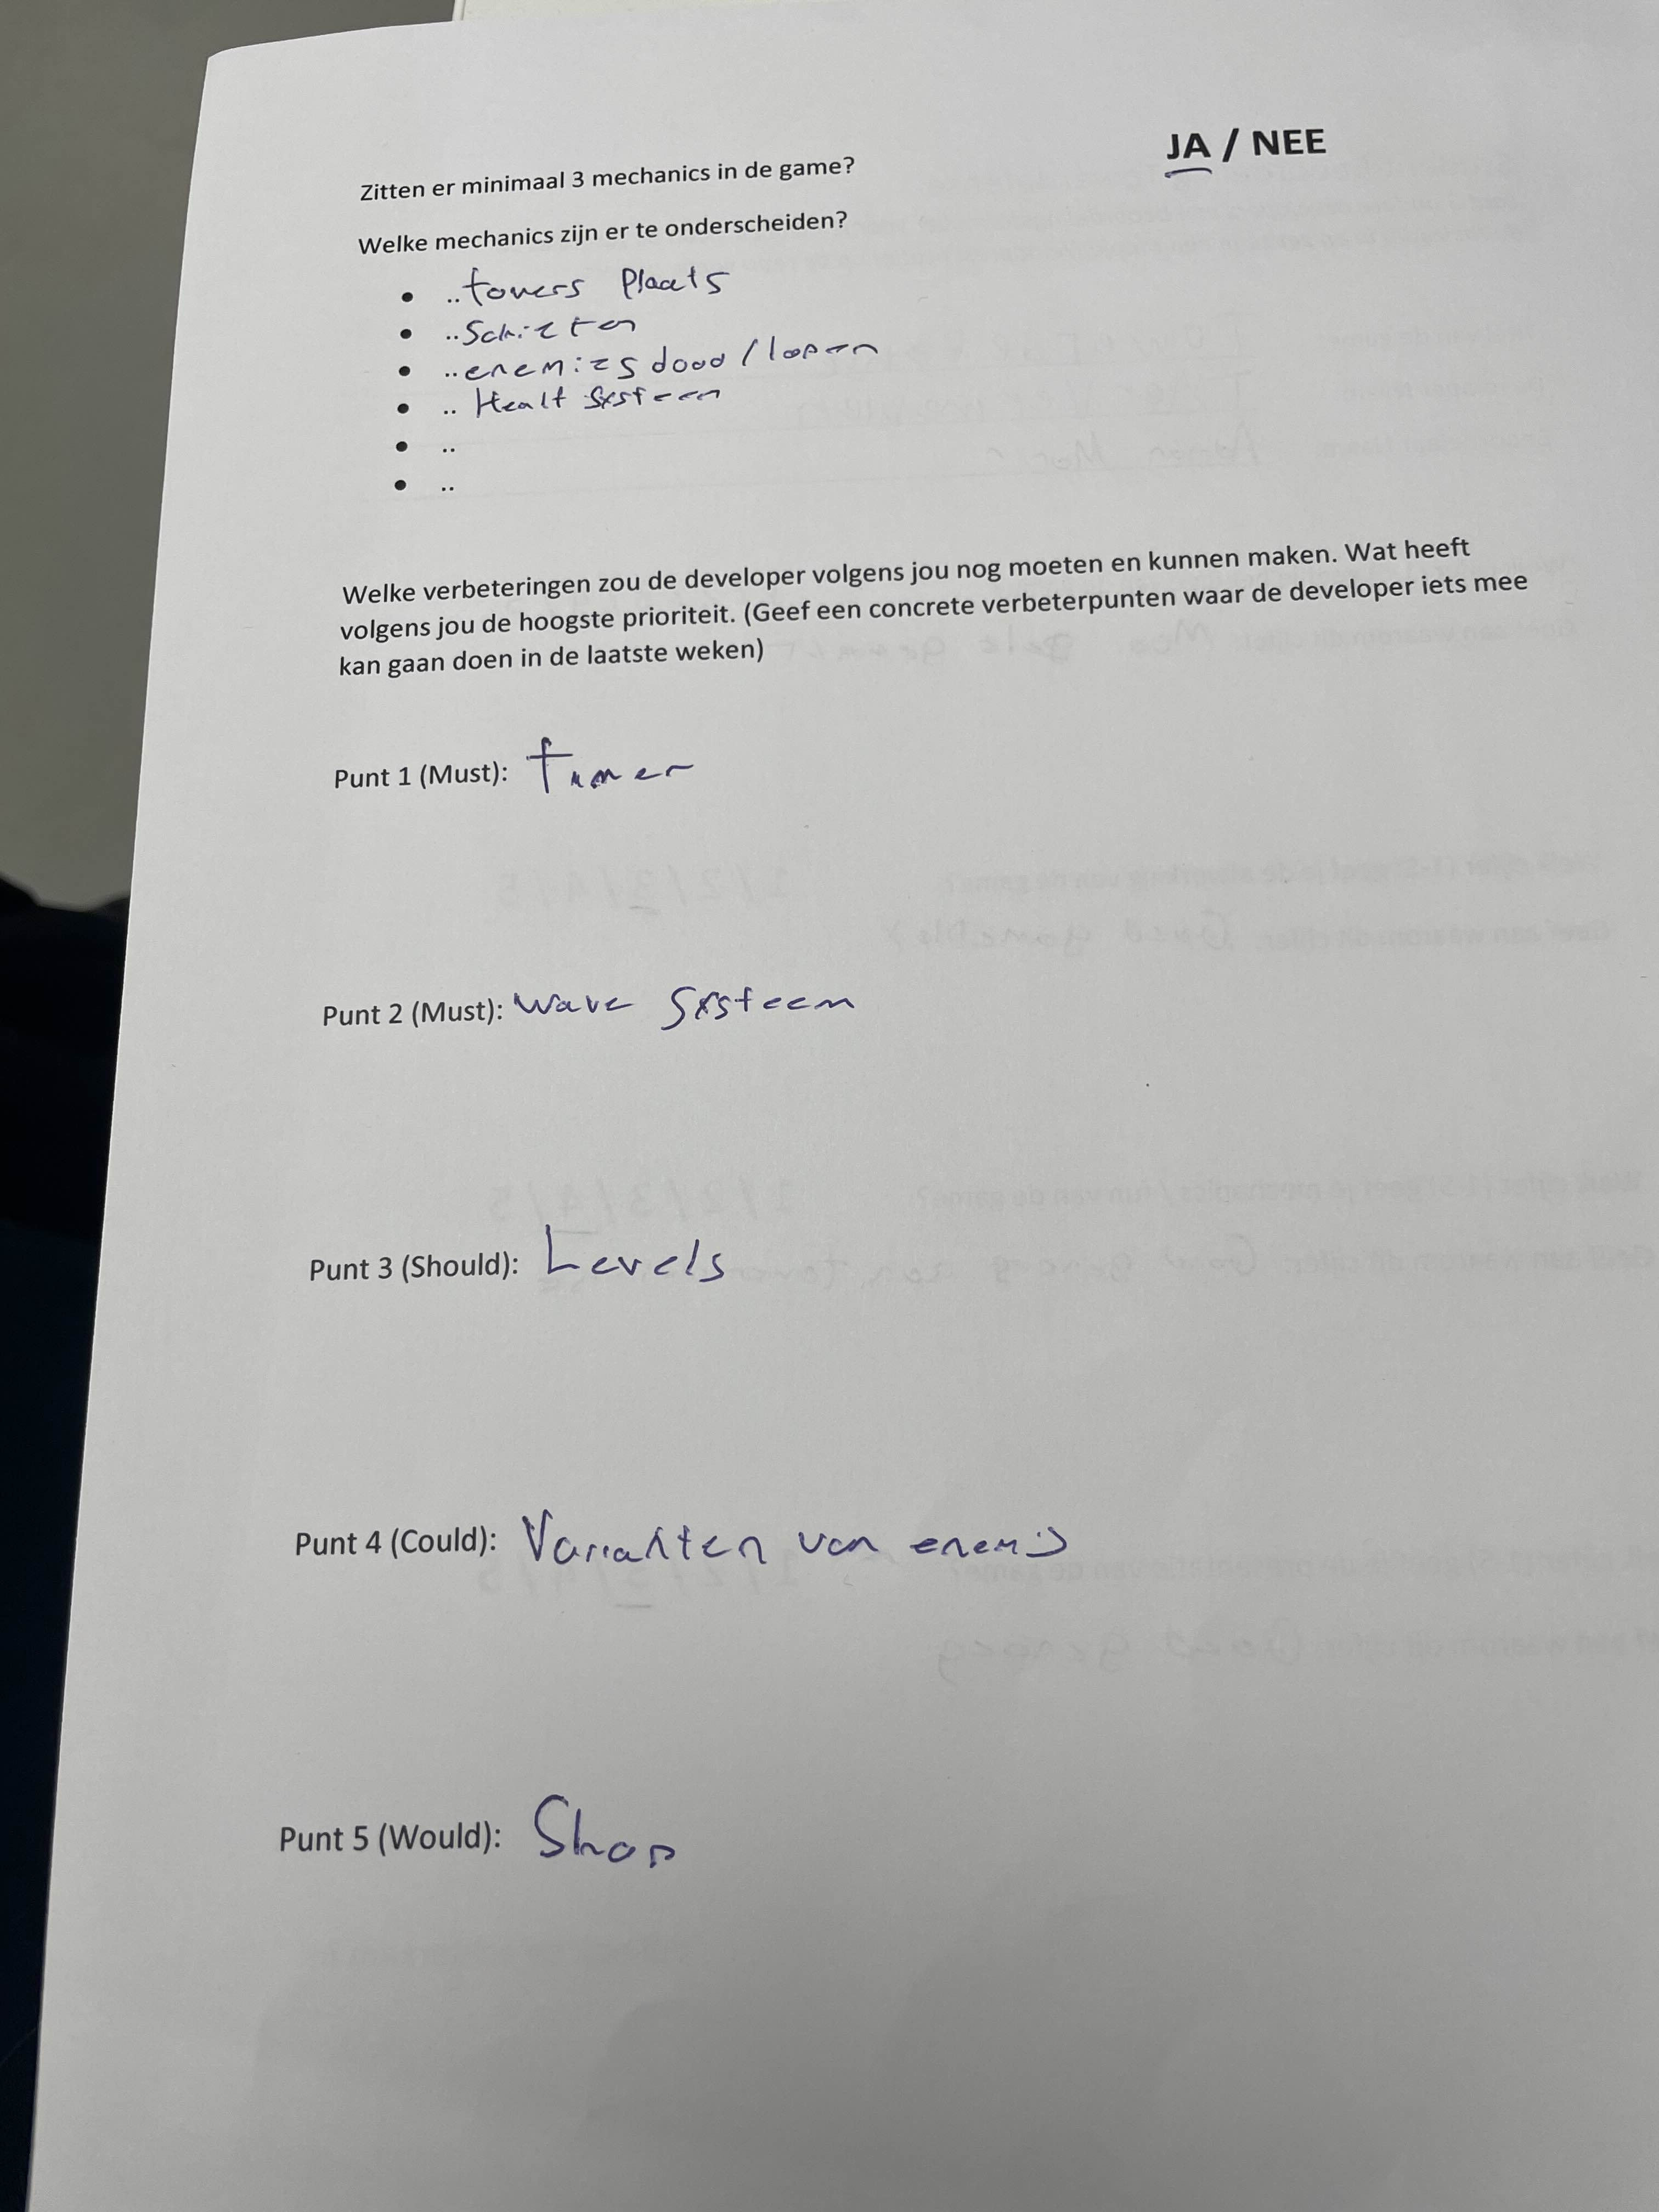 JA / NEE
Zitten er minimaal 3 mechanics in de game?
Welke mechanics zijn er te onderscheiden?
• ..towers Plaats
• ..Schieten
• ..enemies dood / lopen
• .. Healt Systeem
• ..
• ..
Welke verbeteringen zou de developer volgens jou nog moeten en kunnen maken. Wat heeft
volgens jou de hoogste prioriteit. (Geef een concrete verbeterpunten waar de developer iets mee
kan gaan doen in de laatste weken)
Punt 1 (Must): timer
Punt 2 (Must): wave Systeem
Punt 3 (Should): Levels
Punt 4 (Could): Varianten van
Punt 5 (Would): Shop